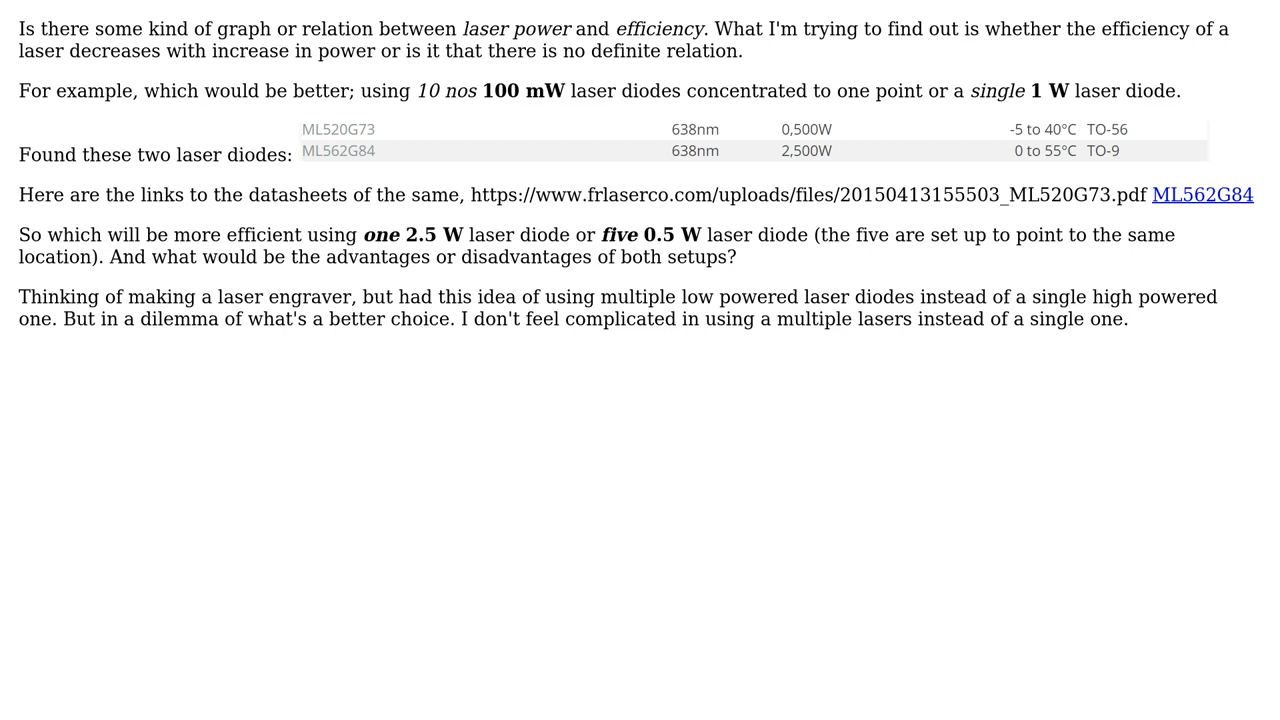 Is there some kind of graph or relation between laser power and efficiency. What I'm trying to find out is whether the efficiency of a
laser decreases with increase in power or is it that there is no definite relation.
For example, which would be better; using 10 nos 100 mW laser diodes concentrated to one point or a single 1 W laser diode.
ML520G73 638nm 0,500W -5 to 40°C TO-56
Found these two laser diodes: ML562G84 638nm 2,500W 0 to 55°C TO-9
Here are the links to the datasheets of the same, https://www.frlaserco.com/uploads/files/20150413155503_ML520G73.pdf ML562G84
So which will be more efficient using one 2.5 W laser diode or five 0.5 W laser diode (the five are set up to point to the same
location). And what would be the advantages or disadvantages of both setups?
Thinking of making a laser engraver, but had this idea of using multiple low powered laser diodes instead of a single high powered
one. But in a dilemma of what's a better choice. I don't feel complicated in using a multiple lasers instead of a single one.